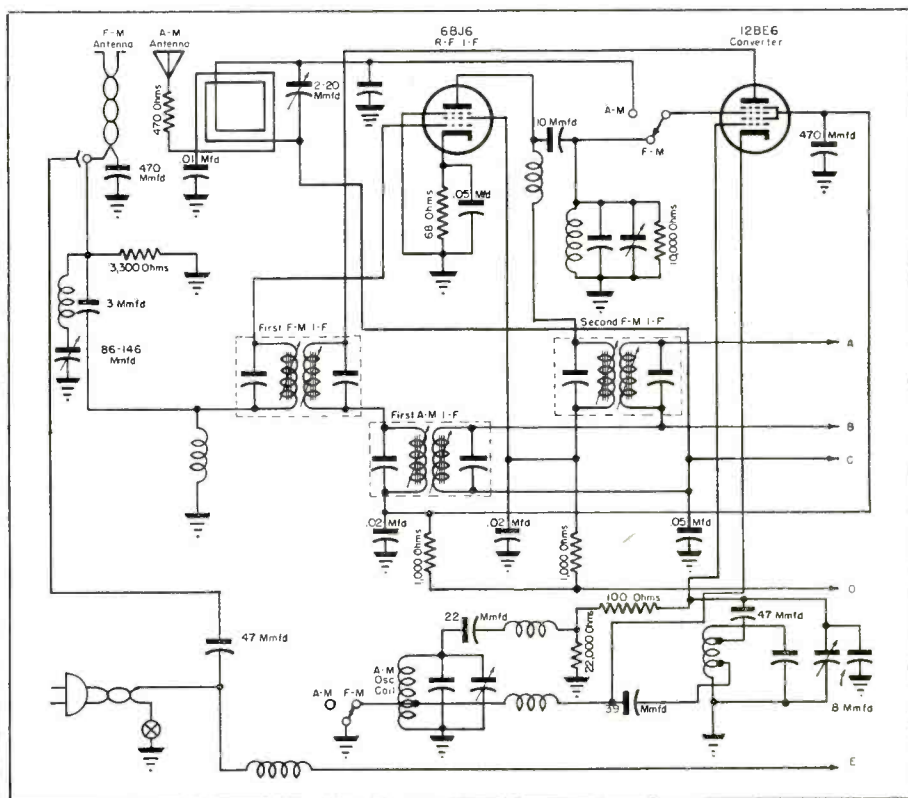 F-M
Antenna
A-M
Antenna
6BJ6
R-F I-F
12BE6
Converter
470 Ohms
2-20
Mmfd
A-M
F-M
10 Mmfd
470
Mmfd
.01 Mfd
470
Mmfd
68 Ohms
.05 Mfd
10,000 Ohms
3,300 Ohms
3 Mmfd
86-146
Mmfd
First F-M I-F
Second F-M I-F
A
First A-M I-F
B
C
.02 Mfd
1,000 Ohms
.02 Mfd
1,000 Ohms
.05 Mfd
D
100 Ohms
22 Mmfd
22,000 Ohms
47 Mmfd
47 Mmfd
A-M
Osc
Coil
A-M
F-M
39 Mmfd
8 Mmfd
E